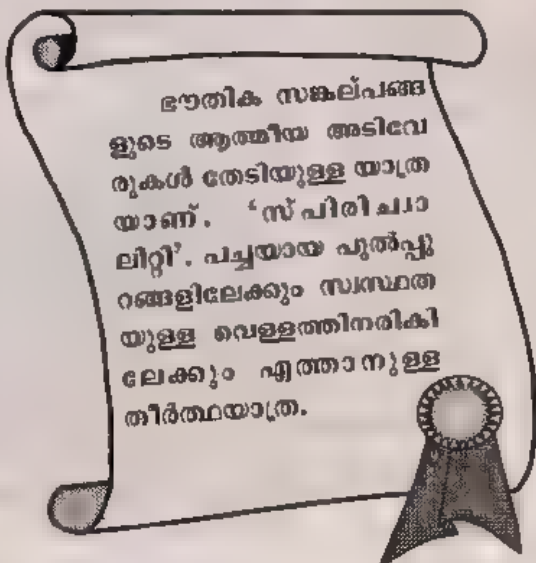 ഭൗതിക സങ്കല്പങ്ങ
ളുടെ ആത്മീയ അടിവേ
രുകൾ തേടിയുള്ള യാത്ര
യാണ്. 'സ്പിരിച്വാ
ലിറ്റി'. പച്ചയായ പുൽപ്പു
റങ്ങളിലേക്കും സ്വസ്ഥത
യുള്ള വെള്ളത്തിനരികി
ലേക്കും എത്താനുള്ള
തീർത്ഥയാത്ര.